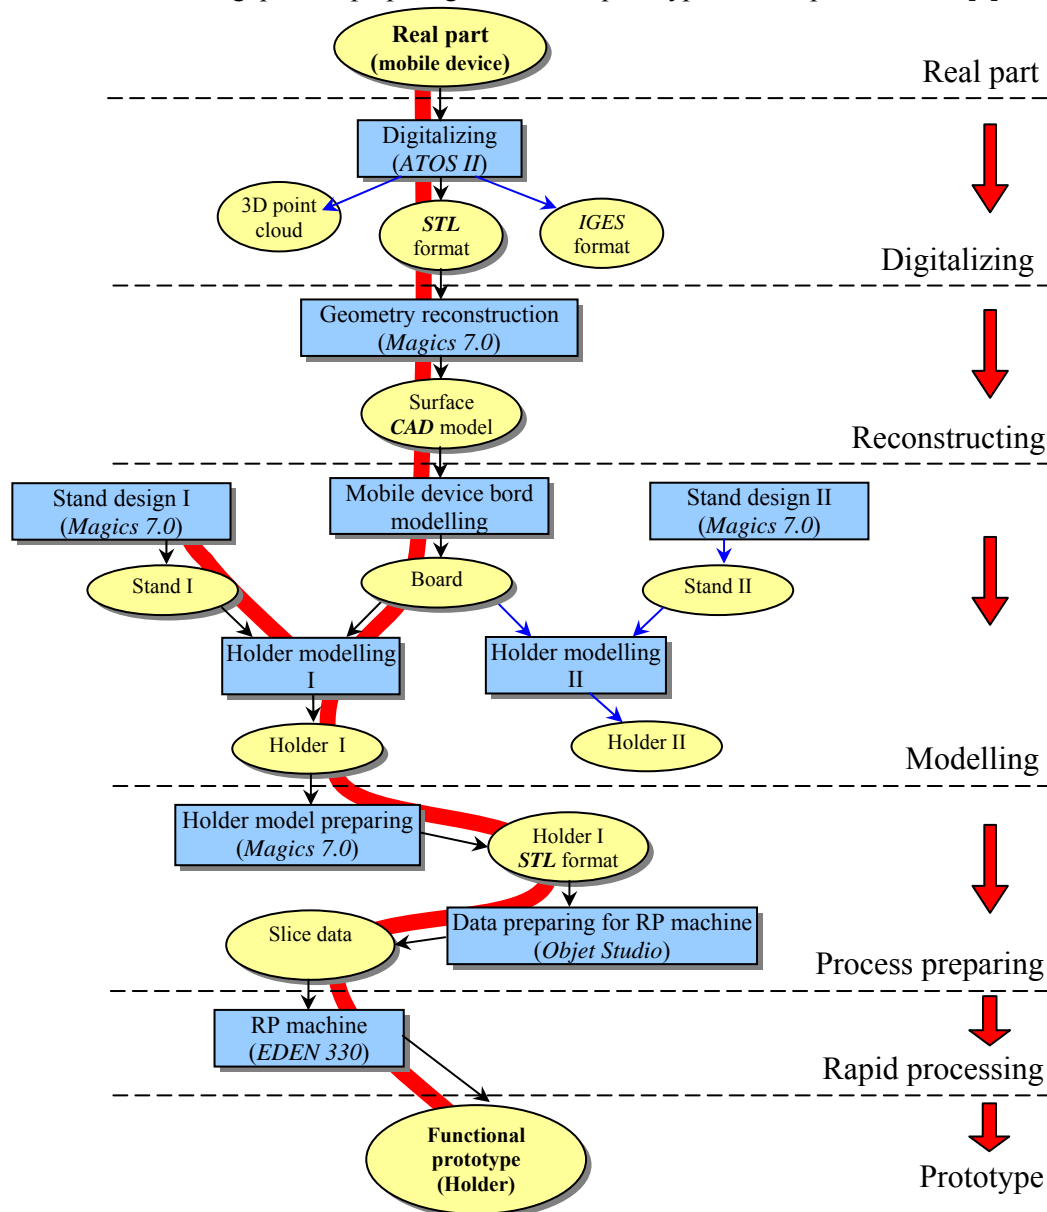 Real part
(mobile device)
Real part
Digitalizing
(ATOS II)
3D point
cloud
STL
format
IGES
format
Digitalizing
Geometry reconstruction
(Magics 7.0)
Surface
CAD model
Reconstructing
Stand design I
(Magics 7.0)
Mobile device bord
modelling
Stand design II
(Magics 7.0)
Stand I
Board
Stand II
Holder modelling
I
Holder modelling
II
Holder I
Holder II
Modelling
Holder model preparing
(Magics 7.0)
Holder I
STL format
Slice data
Data preparing for RP machine
(Objet Studio)
Process preparing
RP machine
(EDEN 330)
Rapid processing
Functional
prototype
(Holder)
Prototype